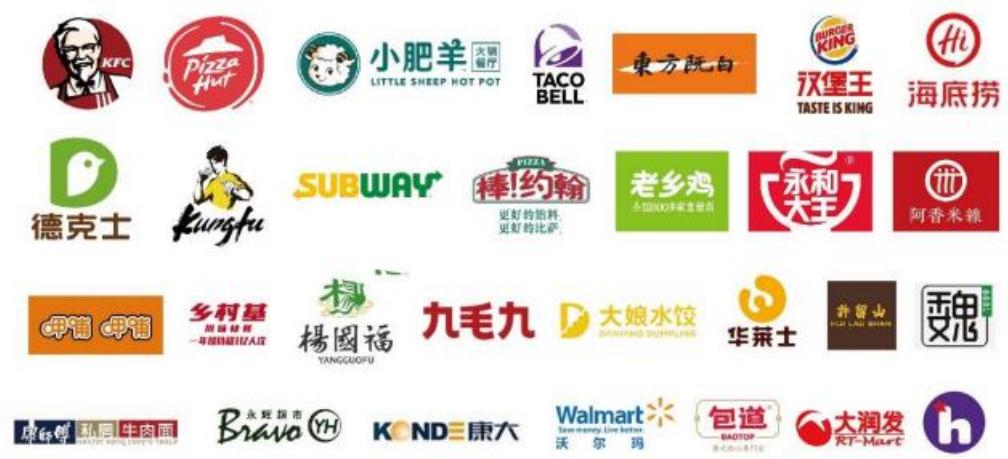 KFC
Pizza
Hut
小肥羊
火锅
餐厅
LITTLE SHEEP HOT POT
TACO
BELL
東方既白
BURGER
KING
汉堡王
TASTE IS KING
Hi
海底捞
德克士
Kungfu
SUBWAY
PIZZA
棒!约翰
更好的馅料
更好的比萨
老乡鸡
永和
大王
阿香米線
呷哺 呷哺
乡村基
楊國福
YANGGUOFU
九毛九
大娘水饺
DANIANG DUMPLING
华莱士
許留山
HUI LAU SHAN
康師傅 私房 牛肉面
永辉超市
Bravo YH
KONDE 康大
Walmart
Save money. Live better.
沃尔玛
包道
BAOTOP
大润发
RT-Mart
h